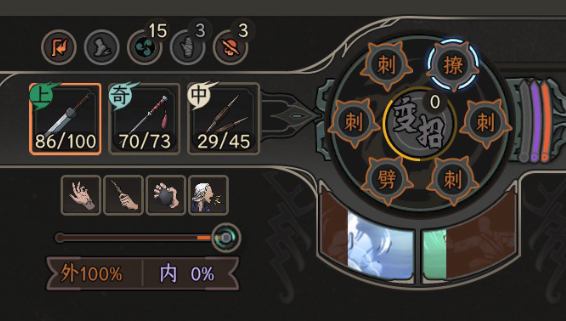 15 3 3
上 奇 中
86/100 70/73 29/45
刺 撩
0
刺 变招 刺
劈 刺
外100% 内 0%